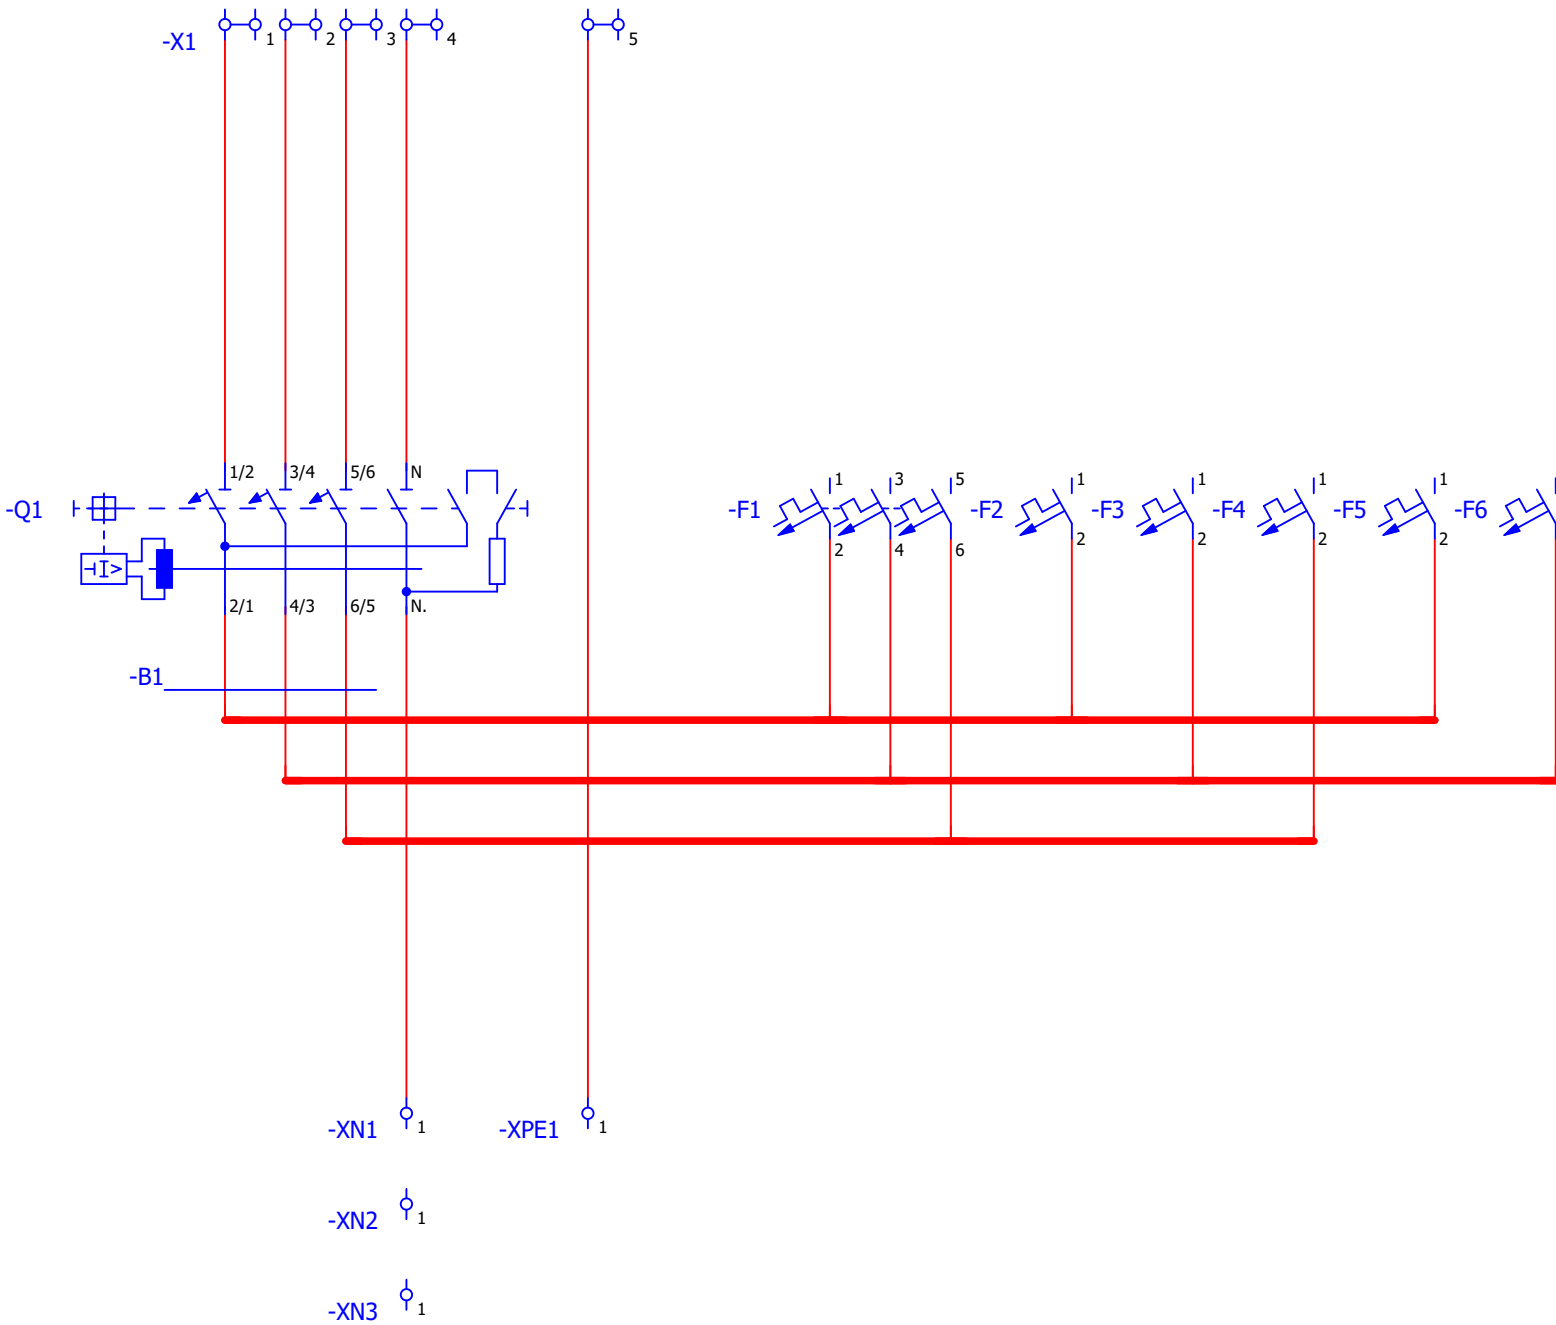 -X1 1 2 3 4 5
1/2 3/4 5/6 N 1 3 5 1 1 1 1
-Q1 -F1 -F2 -F3 -F4 -F5 -F6
2 4 6 2 2 2 2
I>
2/1 4/3 6/5 N.
-B1
-XN1 1 -XPE1 1
-XN2 1
-XN3 1